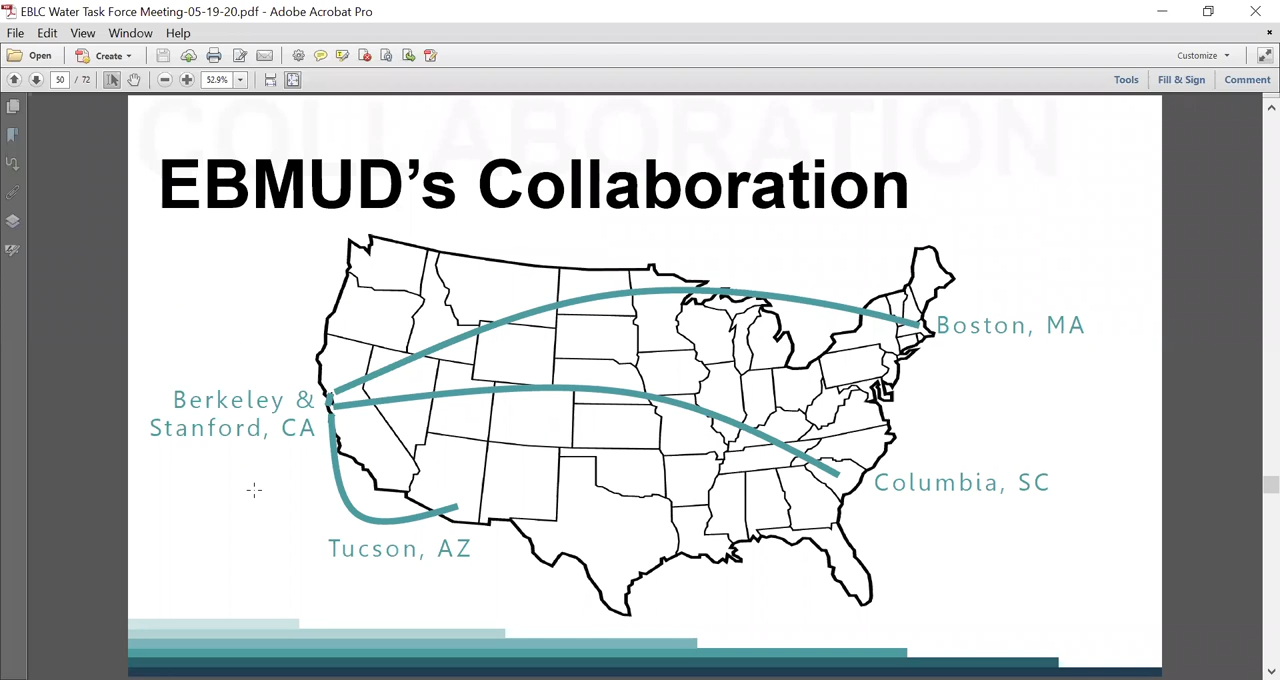 EBLC Water Task Force Meeting-05-19-20.pdf - Adobe Acrobat Pro
File Edit View Window Help
Open Create Customize
50 / 72 52.9% Tools Fill & Sign Comment
COLLABORATION
EBMUD’s Collaboration
Boston, MA
Berkeley &
Stanford, CA
Columbia, SC
Tucson, AZ